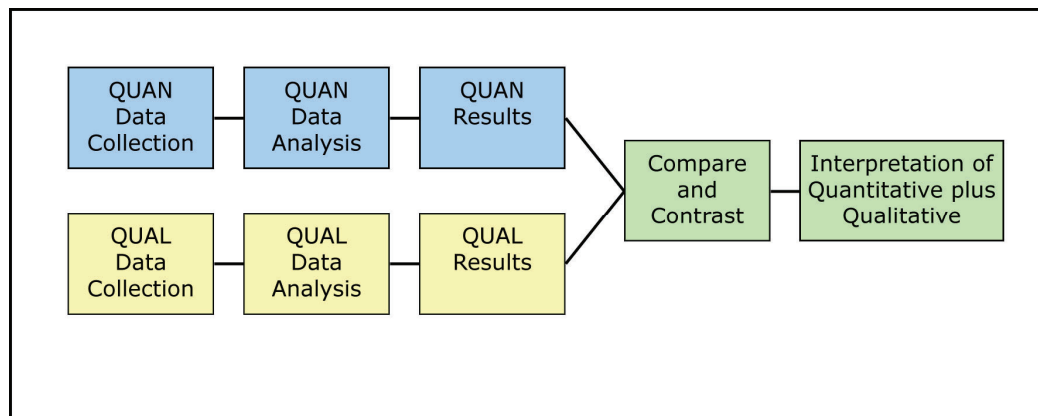 QUAN
Data
Collection
QUAN
Data
Analysis
QUAN
Results
QUAL
Data
Collection
QUAL
Data
Analysis
QUAL
Results
Compare
and
Contrast
Interpretation of
Quantitative plus
Qualitative